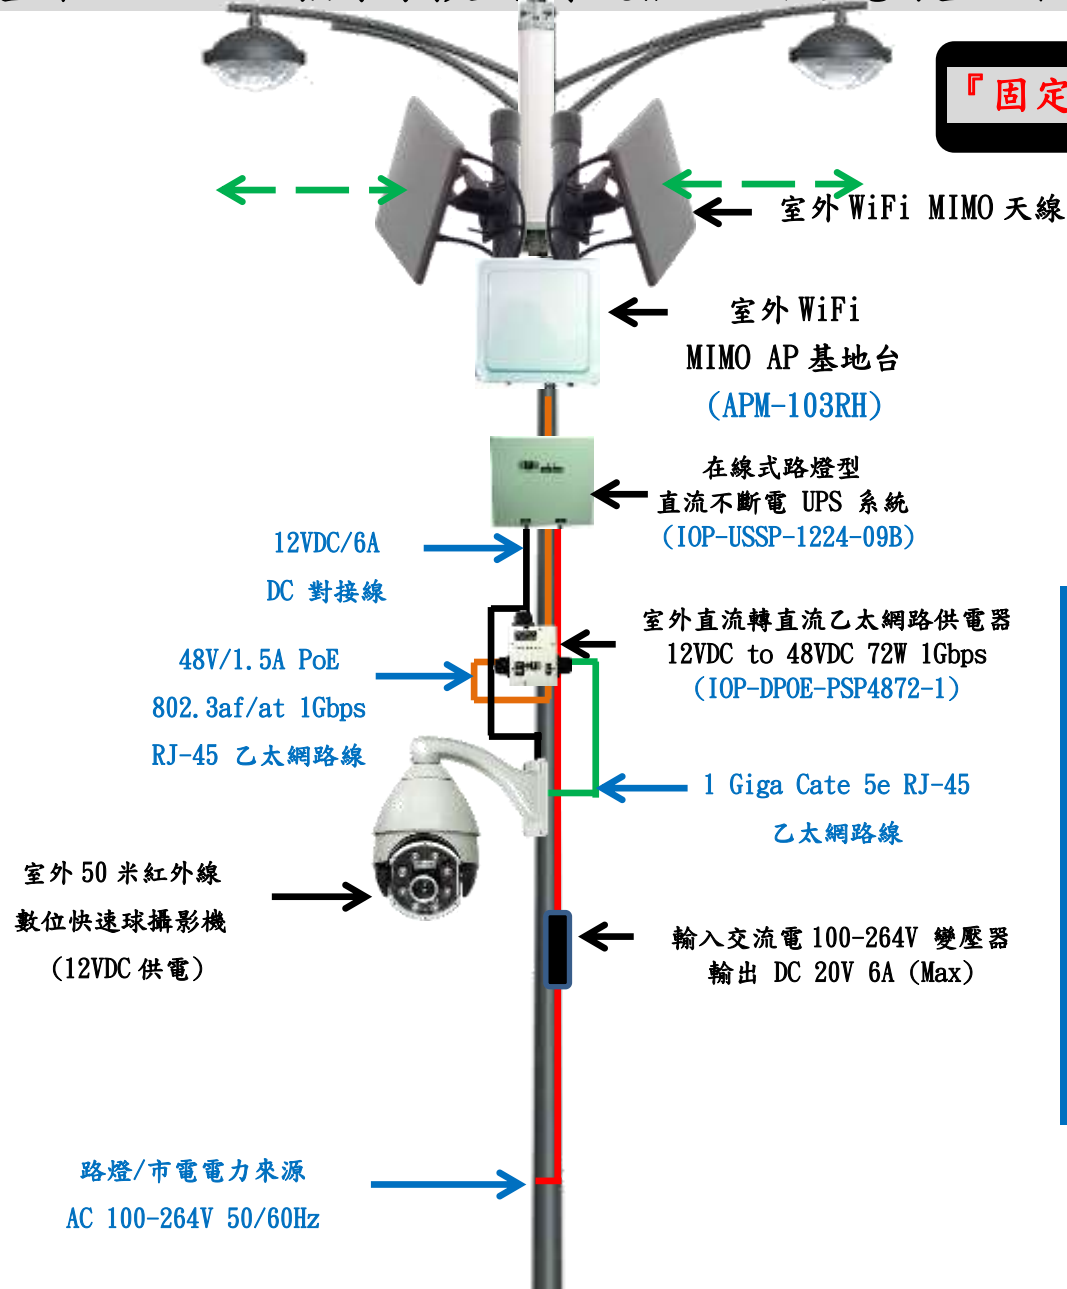 『固定
室外 WiFi MIMO 天線
室外 WiFi
MIMO AP 基地台
(APM-103RH)
在線式路燈型
直流不斷電 UPS 系統
(IOP-USSP-1224-09B)
12VDC/6A
DC 對接線
室外直流轉直流乙太網路供電器
12VDC to 48VDC 72W 1Gbps
(IOP-DPOE-PSP4872-1)
48V/1.5A PoE
802.3af/at 1Gbps
RJ-45 乙太網路線
1 Giga Cate 5e RJ-45
乙太網路線
室外 50 米紅外線
數位快速球攝影機
(12VDC 供電)
輸入交流電 100-264V 變壓器
輸出 DC 20V 6A (Max)
路燈/市電電力來源
AC 100-264V 50/60Hz